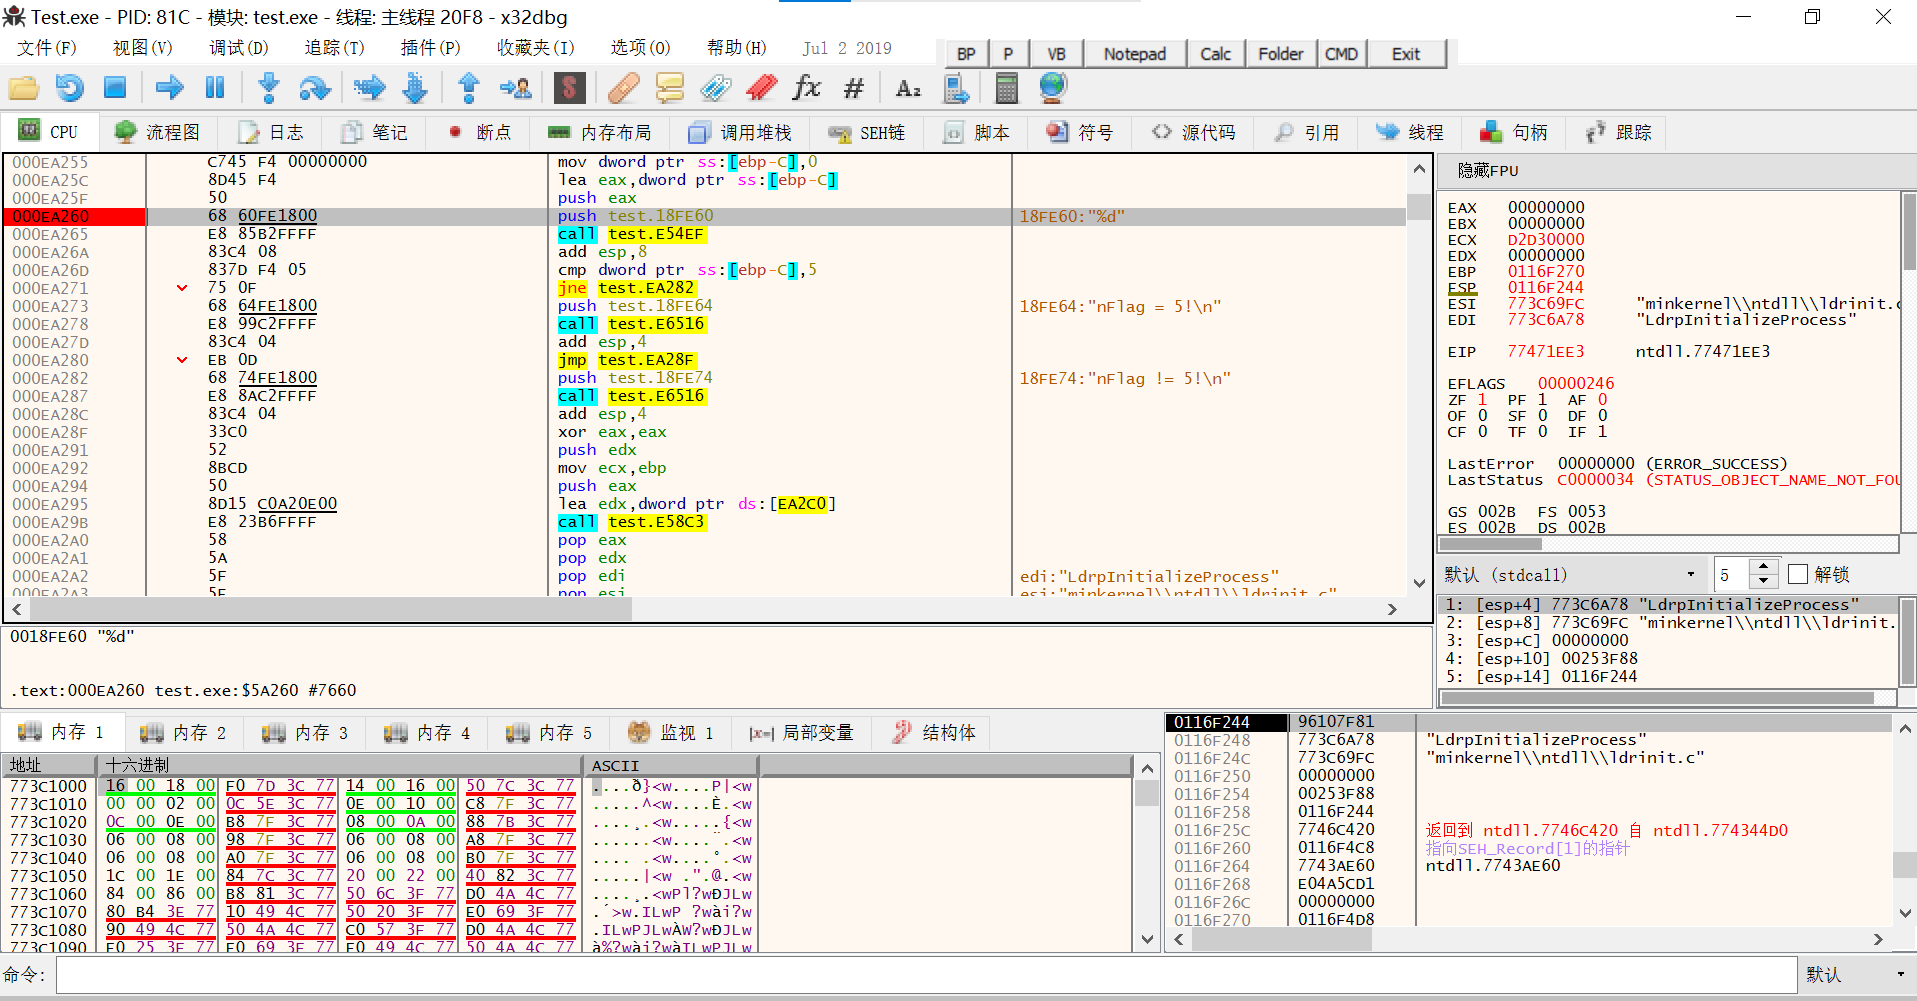 Test.exe - PID: 81C - 模块: test.exe - 线程: 主线程 20F8 - x32dbg
文件(F) 视图(V) 调试(D) 追踪(T) 插件(P) 收藏夹(I) 选项(O) 帮助(H) Jul 2 2019 BP P VB Notepad Calc Folder CMD Exit
CPU 流程图 日志 笔记 断点 内存布局 调用堆栈 SEH链 脚本 符号 源代码 引用 线程 句柄 跟踪
000EA255 C745 F4 00000000 mov dword ptr ss:[ebp-C],0
000EA25C 8D45 F4 lea eax,dword ptr ss:[ebp-C]
000EA25F 50 push eax
000EA260 68 60FE1800 push test.18FE60 18FE60:"%d"
000EA265 E8 85B2FFFF call test.E54EF
000EA26A 83C4 08 add esp,8
000EA26D 837D F4 05 cmp dword ptr ss:[ebp-C],5
000EA271 75 0F jne test.EA282
000EA273 68 64FE1800 push test.18FE64 18FE64:"nFlag = 5!\n"
000EA278 E8 99C2FFFF call test.E6516
000EA27D 83C4 04 add esp,4
000EA280 EB 0D jmp test.EA28F
000EA282 68 74FE1800 push test.18FE74 18FE74:"nFlag != 5!\n"
000EA287 E8 8AC2FFFF call test.E6516
000EA28C 83C4 04 add esp,4
000EA28F 33C0 xor eax,eax
000EA291 52 push edx
000EA292 8BCD mov ecx,ebp
000EA294 50 push eax
000EA295 8D15 C0A20E00 lea edx,dword ptr ds:[EA2C0]
000EA29B E8 23B6FFFF call test.E58C3
000EA2A0 58 pop eax
000EA2A1 5A pop edx
000EA2A2 5F pop edi edi:"LdrpInitializeProcess"
000EA2A3 5E pop esi esi:"minkernel\\ntdll\\ldrinit.c"
0018FE60 "%d"
.text:000EA260 test.exe:$5A260 #7660
隐藏FPU
EAX 00000000
EBX 00000000
ECX D2D30000
EDX 00000000
EBP 0116F270
ESP 0116F244
ESI 773C69FC "minkernel\\ntdll\\ldrinit.c
EDI 773C6A78 "LdrpInitializeProcess"
EIP 77471EE3 ntdll.77471EE3
EFLAGS 00000246
ZF 1 PF 1 AF 0
OF 0 SF 0 DF 0
CF 0 TF 0 IF 1
LastError 00000000 (ERROR_SUCCESS)
LastStatus C0000034 (STATUS_OBJECT_NAME_NOT_FOU
GS 002B FS 0053
ES 002B DS 002B
默认 (stdcall) 5 解锁
1: [esp+4] 773C6A78 "LdrpInitializeProcess"
2: [esp+8] 773C69FC "minkernel\\ntdll\\ldrinit.
3: [esp+C] 00000000
4: [esp+10] 00253F88
5: [esp+14] 0116F244
内存 1 内存 2 内存 3 内存 4 内存 5 监视 1 局部变量 结构体
地址 十六进制 ASCII
773C1000 16 00 18 00 F0 7D 3C 77 14 00 16 00 50 7C 3C 77 ....ð}<w....P|<w
773C1010 00 00 02 00 0C 5E 3C 77 0E 00 10 00 C8 7F 3C 77 .....^<w....È.<w
773C1020 0C 00 0E 00 B8 7F 3C 77 08 00 0A 00 88 7B 3C 77 ....¸.<w.....{<w
773C1030 06 00 08 00 98 7F 3C 77 06 00 08 00 A8 7F 3C 77 ......<w....¨.<w
773C1040 06 00 08 00 A0 7F 3C 77 06 00 08 00 B0 7F 3C 77 .... .<w....°.<w
773C1050 1C 00 1E 00 84 7C 3C 77 20 00 22 00 40 82 3C 77 .....|<w .".@.<w
773C1060 84 00 86 00 B8 81 3C 77 50 6C 3F 77 D0 4A 4C 77 ....¸.<wPl?wÐJLw
773C1070 80 B4 3E 77 10 49 4C 77 50 20 3F 77 E0 69 3F 77 .´>w.ILwP ?wài?w
773C1080 90 49 4C 77 50 4A 4C 77 C0 57 3F 77 D0 4A 4C 77 .ILwPJLwÀW?wÐJLw
773C1090 E0 25 3F 77 E0 69 3F 77 E0 49 4C 77 50 4A 4C 77 à%?wài?wàILwPJLw
0116F244 96107F81
0116F248 773C6A78 "LdrpInitializeProcess"
0116F24C 773C69FC "minkernel\\ntdll\\ldrinit.c"
0116F250 00000000
0116F254 00253F88
0116F258 0116F244
0116F25C 7746C420 返回到 ntdll.7746C420 自 ntdll.774344D0
0116F260 0116F4C8 指向SEH_Record[1]的指针
0116F264 7743AE60 ntdll.7743AE60
0116F268 E04A5CD1
0116F26C 00000000
0116F270 0116F4D8
命令: 默认